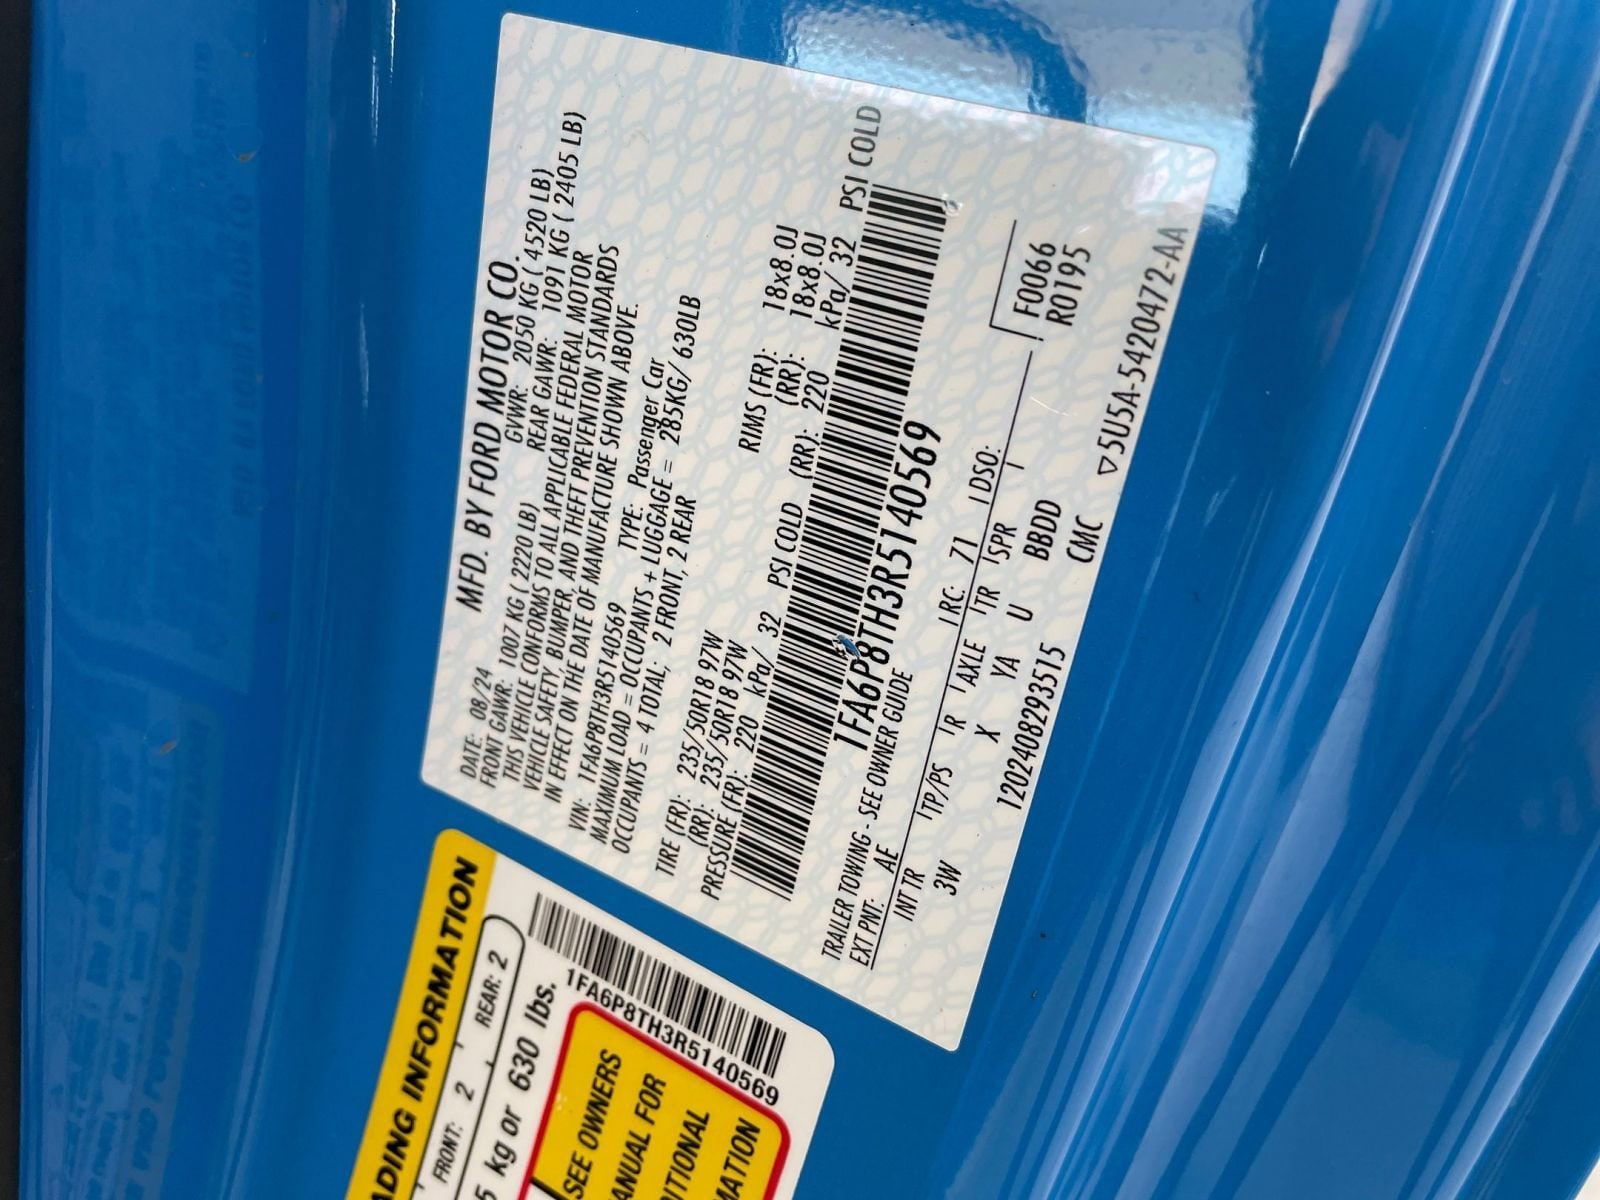 MFD. BY FORD MOTOR CO.
DATE: 08/24 GVWR: 2050 KG ( 4520 LB)
FRONT GAWR: 1007 KG ( 2220 LB) REAR GAWR: 1091 KG ( 2405 LB)
THIS VEHICLE CONFORMS TO ALL APPLICABLE FEDERAL MOTOR
VEHICLE SAFETY, BUMPER, AND THEFT PREVENTION STANDARDS
IN EFFECT ON THE DATE OF MANUFACTURE SHOWN ABOVE.
VIN: 1FA6P8TH3R5140569 TYPE: Passenger Car
MAXIMUM LOAD = OCCUPANTS + LUGGAGE = 285KG/ 630LB
OCCUPANTS = 4 TOTAL; 2 FRONT, 2 REAR
TIRE (FR): 235/50R18 97W RIMS (FR): 18x8.0J
(RR): 235/50R18 97W (RR): 18x8.0J
PRESSURE (FR): 220 kPa/ 32 PSI COLD (RR): 220 kPa/ 32 PSI COLD
1FA6P8TH3R5140569
TRAILER TOWING - SEE OWNER GUIDE
EXT PNT: AE RC: 71 DSO:
INT TR TP/PS R AXLE TR SPR
3W X YA U BBDD F0066
R0195
1202408293515 CMC ▽5U5A-5420472-AA
ADING INFORMATION
FRONT: 2 REAR: 2
5 kg or 630 lbs.
1FA6P8TH3R5140569
SEE OWNERS
ANUAL FOR
ITIONAL
MATION